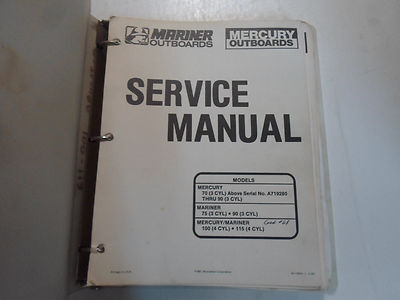 MARINER
OUTBOARDS
MERCURY
OUTBOARDS
SERVICE
MANUAL
MODELS
MERCURY
70 (3 CYL) Above Serial No. A719280
THRU 90 (3 CYL)
MARINER
75 (3 CYL) • 90 (3 CYL)
MERCURY/MARINER
100 (4 CYL) • 115 (4 CYL)